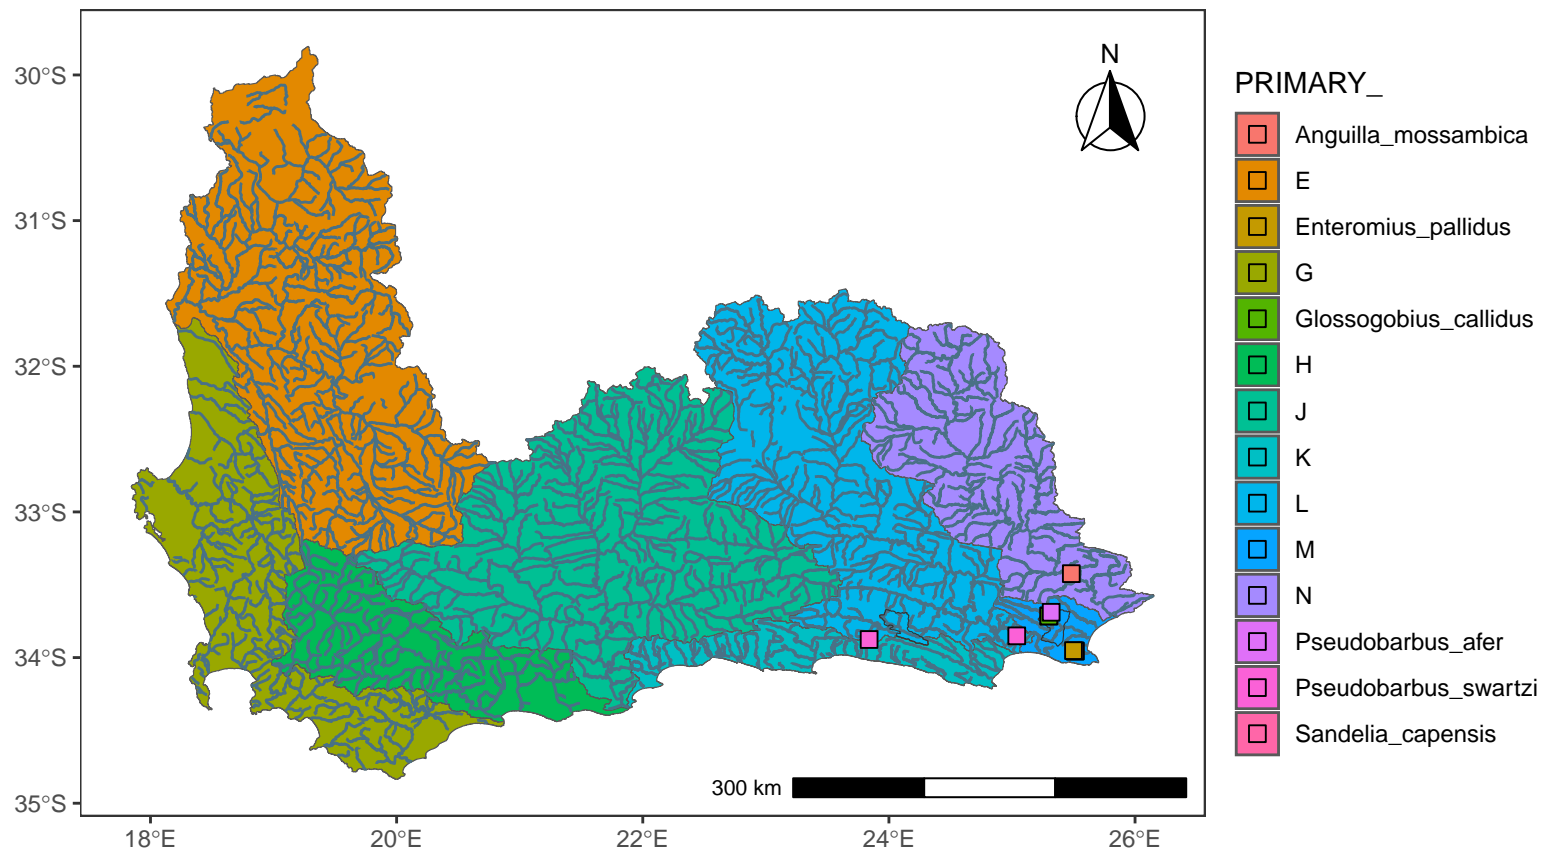 N
30°S
31°S
32°S
33°S
34°S
35°S
300 km
18°E
20°E
22°E
24°E
26°E
PRIMARY_
Anguilla_mossambica
E
Enteromius_pallidus
G
Glossogobius_callidus
H
J
K
L
M
N
Pseudobarbus_afer
Pseudobarbus_swartzi
Sandelia_capensis